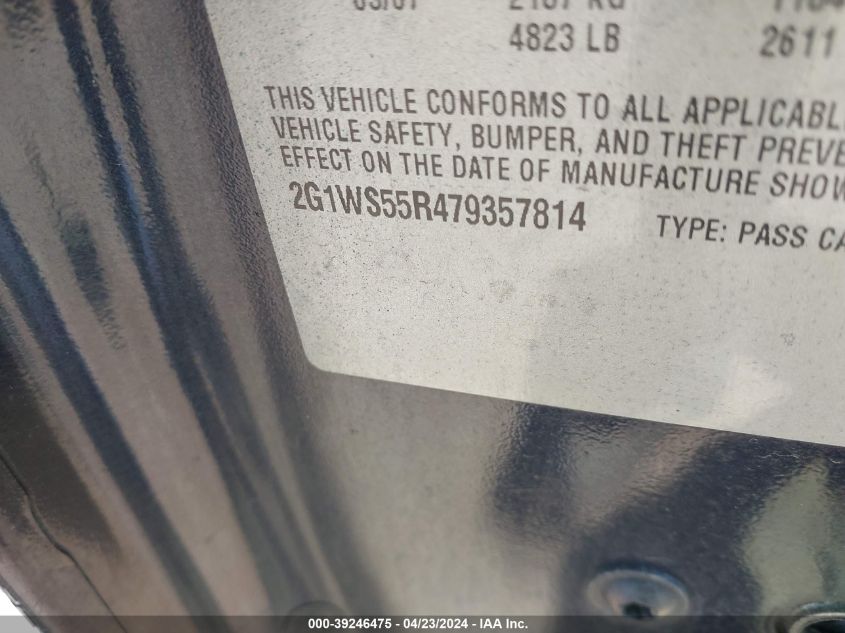 4823 LB 2611
THIS VEHICLE CONFORMS TO ALL APPLICABL
VEHICLE SAFETY, BUMPER, AND THEFT PREVE
EFFECT ON THE DATE OF MANUFACTURE SHOW
2G1WS55R479357814 TYPE: PASS CA
000-39246475 - 04/23/2024 - IAA Inc.